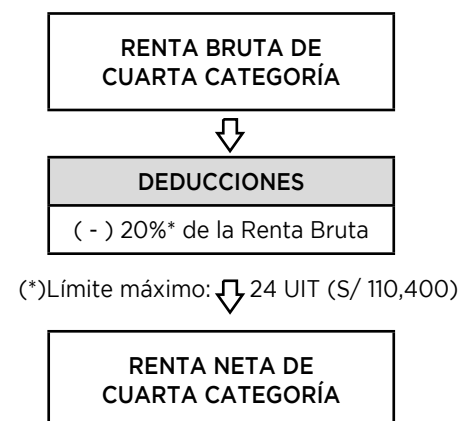 RENTA BRUTA DE
CUARTA CATEGORÍA
DEDUCCIONES
( - ) 20%* de la Renta Bruta
(*)Límite máximo: 24 UIT (S/ 110,400)
RENTA NETA DE
CUARTA CATEGORÍA